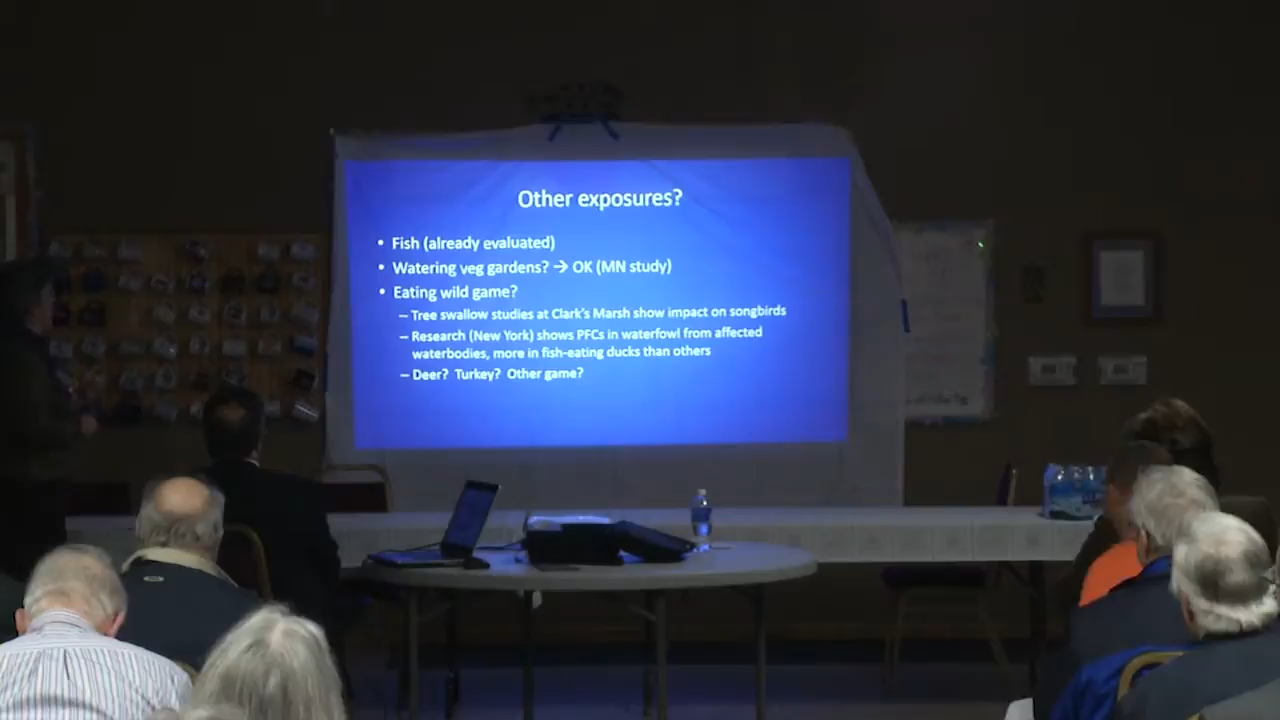 Other exposures?
• Fish (already evaluated)
• Watering veg gardens? → OK (MN study)
• Eating wild game?
– Tree swallow studies at Clark's Marsh show impact on songbirds
– Research (New York) shows PFCs in waterfowl from affected
waterbodies, more in fish-eating ducks than others
– Deer? Turkey? Other game?